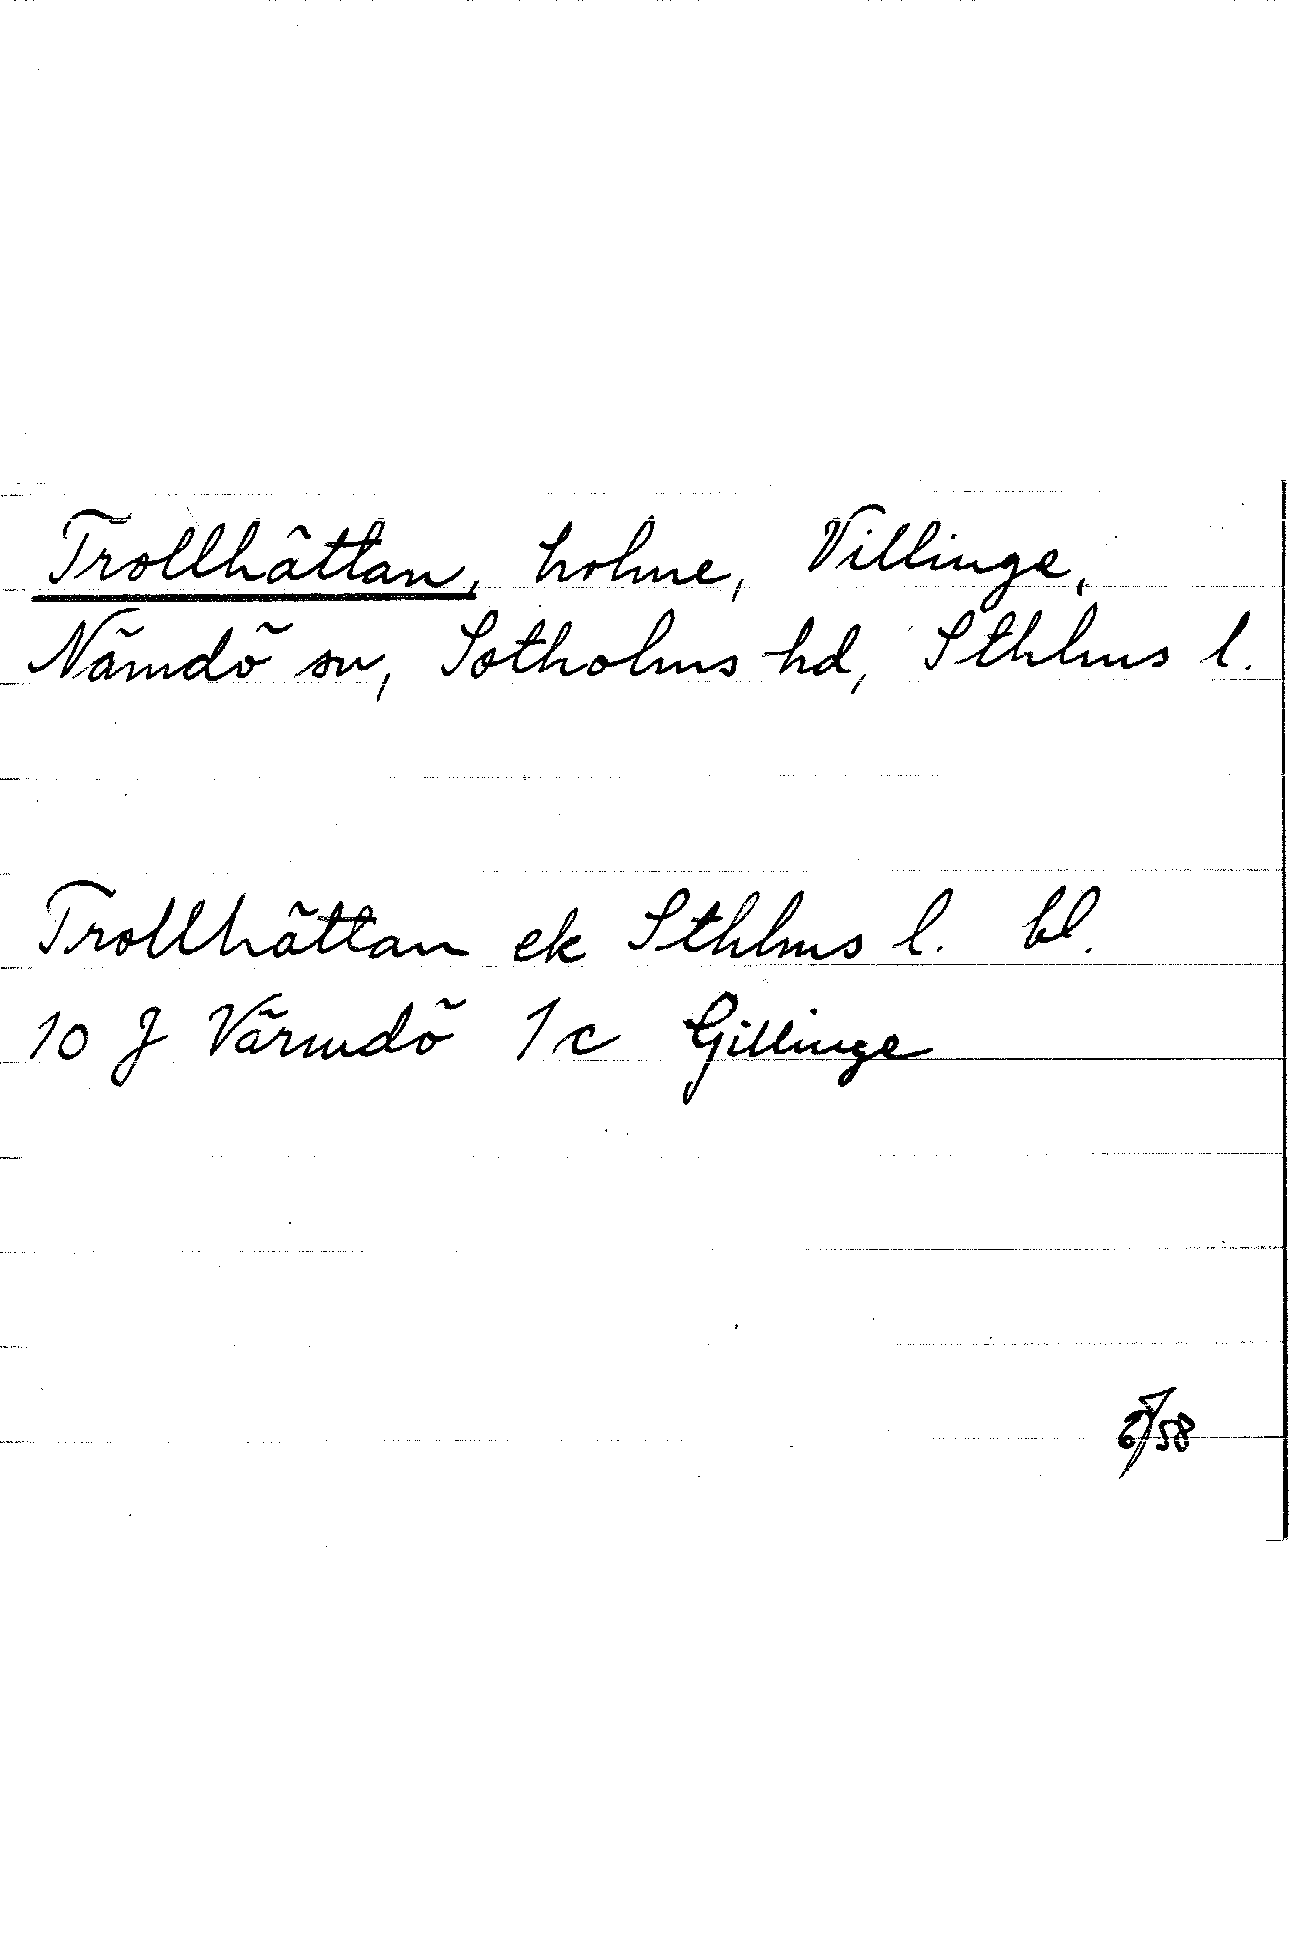 Trollhättan, holme, Villinge,
Nämdö sn, Sotholms hd, Sthlms l.
Trollhättan ek Sthlms l. bl.
10 J Värmdö 1c Gillinge
6/58